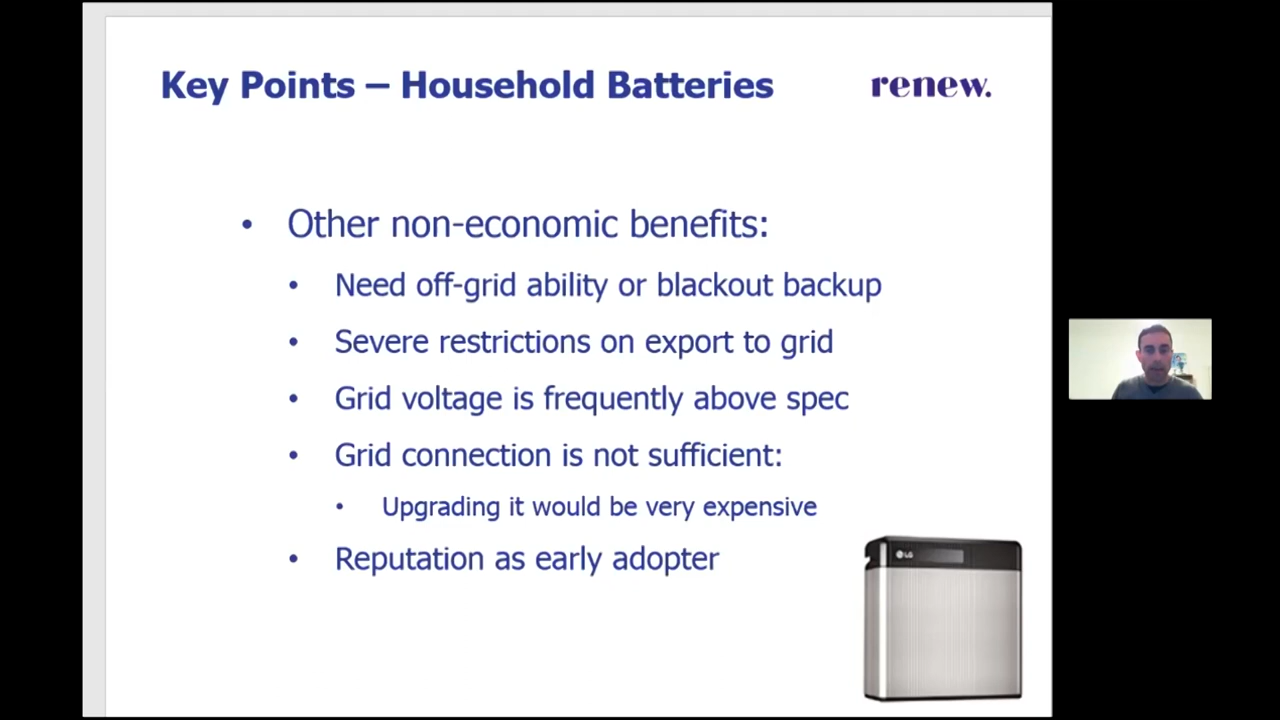 Key Points – Household Batteries
renew.
• Other non-economic benefits:
• Need off-grid ability or blackout backup
• Severe restrictions on export to grid
• Grid voltage is frequently above spec
• Grid connection is not sufficient:
• Upgrading it would be very expensive
• Reputation as early adopter
LG